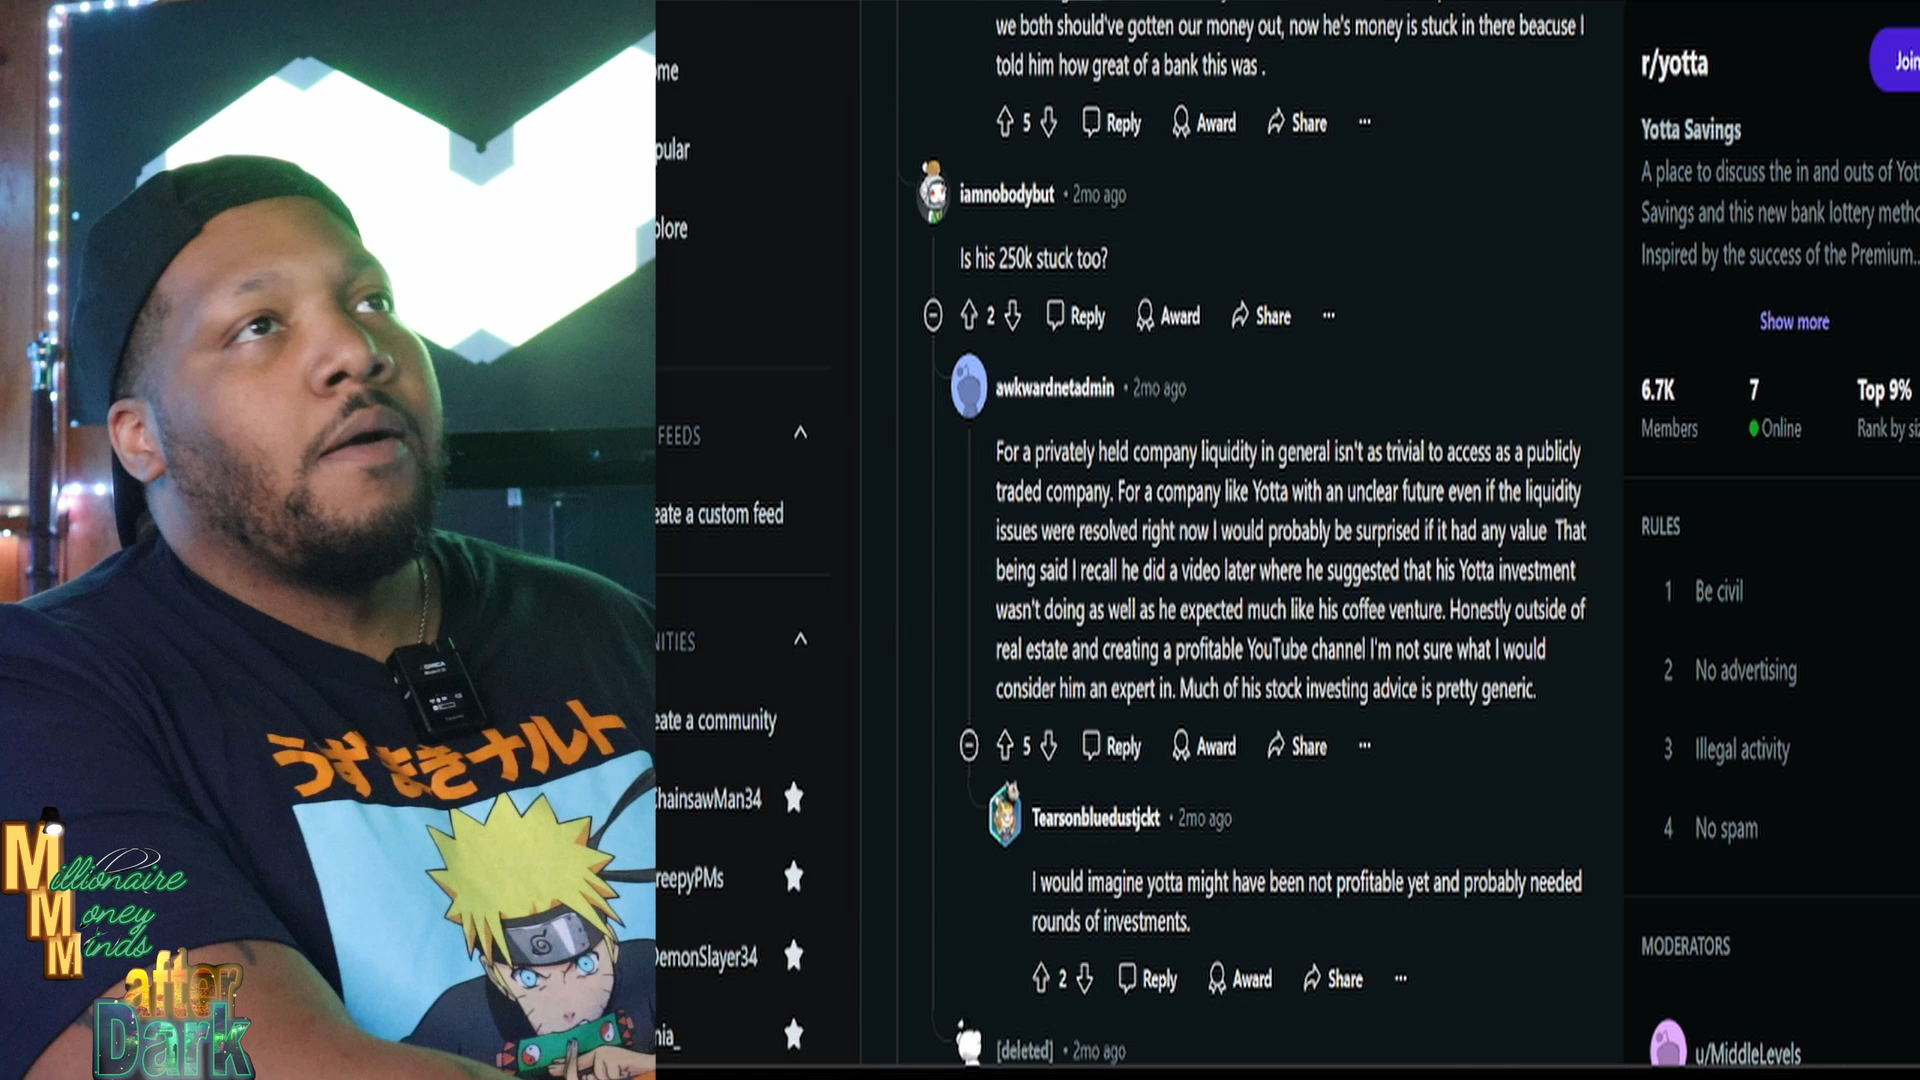 we both should've gotten our money out, now he's money is stuck in there beacuse I
told him how great of a bank this was .
5 Reply Award Share ...
iamnobodybut • 2mo ago
Is his 250k stuck too?
2 Reply Award Share ...
awkwardnetadmin • 2mo ago
For a privately held company liquidity in general isn't as trivial to access as a publicly
traded company. For a company like Yotta with an unclear future even if the liquidity
issues were resolved right now I would probably be surprised if it had any value That
being said I recall he did a video later where he suggested that his Yotta investment
wasn't doing as well as he expected much like his coffee venture. Honestly outside of
real estate and creating a profitable YouTube channel I'm not sure what I would
consider him an expert in. Much of his stock investing advice is pretty generic.
5 Reply Award Share ...
Tearsonbluedustjckt • 2mo ago
I would imagine yotta might have been not profitable yet and probably needed
rounds of investments.
2 Reply Award Share ...
[deleted] • 2mo ago
ome
pular
plore
FEEDS
eate a custom feed
NITIES
eate a community
ChainsawMan34
reepyPMs
DemonSlayer34
nia_
r/yotta
Join
Yotta Savings
A place to discuss the in and outs of Yot
Savings and this new bank lottery metho
Inspired by the success of the Premium...
Show more
6.7K 7 Top 9%
Members Online Rank by siz
RULES
1 Be civil
2 No advertising
3 Illegal activity
4 No spam
MODERATORS
u/MiddleLevels
うずまきナルト
Millionaire
Money
Minds
after
Dark